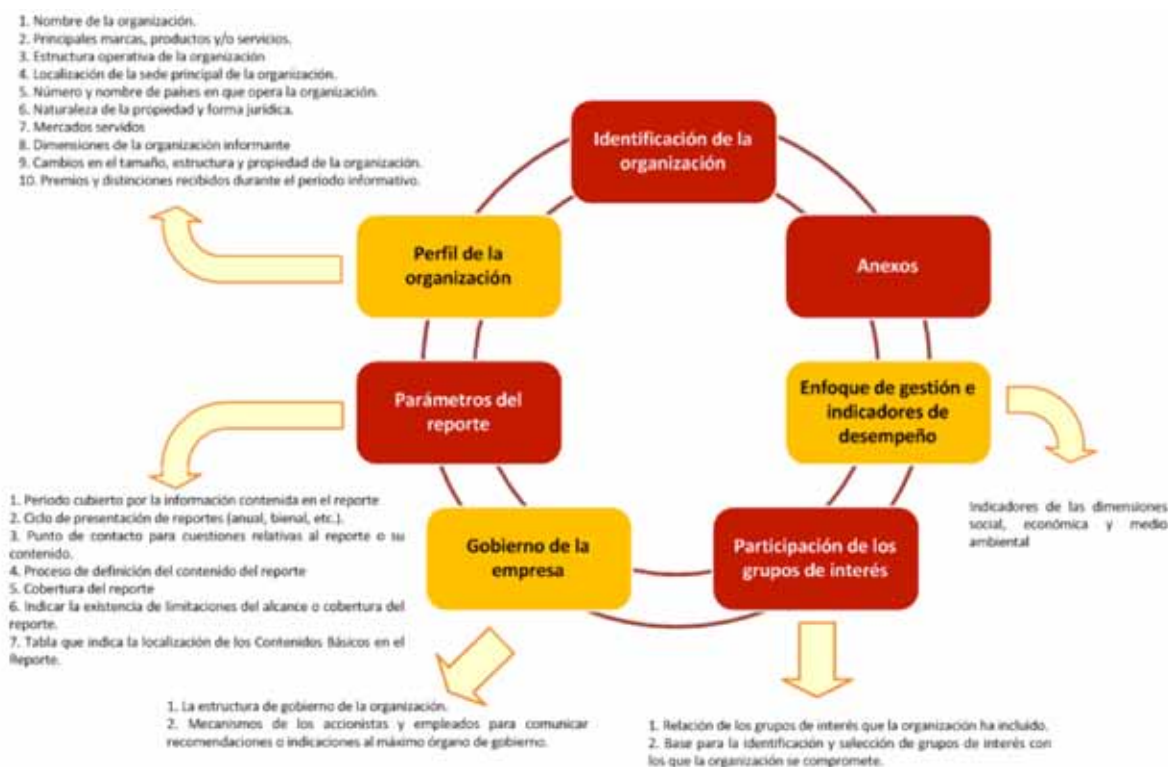 1. Nombre de la organización.
2. Principales marcas, productos y/o servicios.
3. Estructura operativa de la organización
4. Localización de la sede principal de la organización.
5. Número y nombre de países en que opera la organización.
6. Naturaleza de la propiedad y forma jurídica.
7. Mercados servidos
8. Dimensiones de la organización informante
9. Cambios en el tamaño, estructura y propiedad de la organización.
10. Premios y distinciones recibidos durante el periodo informativo.
Identificación de la
organización
Perfil de la
organización
Anexos
Parámetros del
reporte
Enfoque de gestión e
indicadores de
desempeño
Gobierno de la
empresa
Participación de los
grupos de interés
1. Periodo cubierto por la información contenida en el reporte
2. Ciclo de presentación de reportes (anual, bienal, etc.).
3. Punto de contacto para cuestiones relativas al reporte o su
contenido.
4. Proceso de definición del contenido del reporte
5. Cobertura del reporte
6. Indicar la existencia de limitaciones del alcance o cobertura del
reporte.
7. Tabla que indica la localización de los Contenidos Básicos en el
Reporte.
Indicadores de las dimensiones
social, económica y medio
ambiental
1. La estructura de gobierno de la organización.
2. Mecanismos de los accionistas y empleados para comunicar
recomendaciones o indicaciones al máximo órgano de gobierno.
1. Relación de los grupos de interés que la organización ha incluido.
2. Base para la identificación y selección de grupos de interés con
los que la organización se compromete.